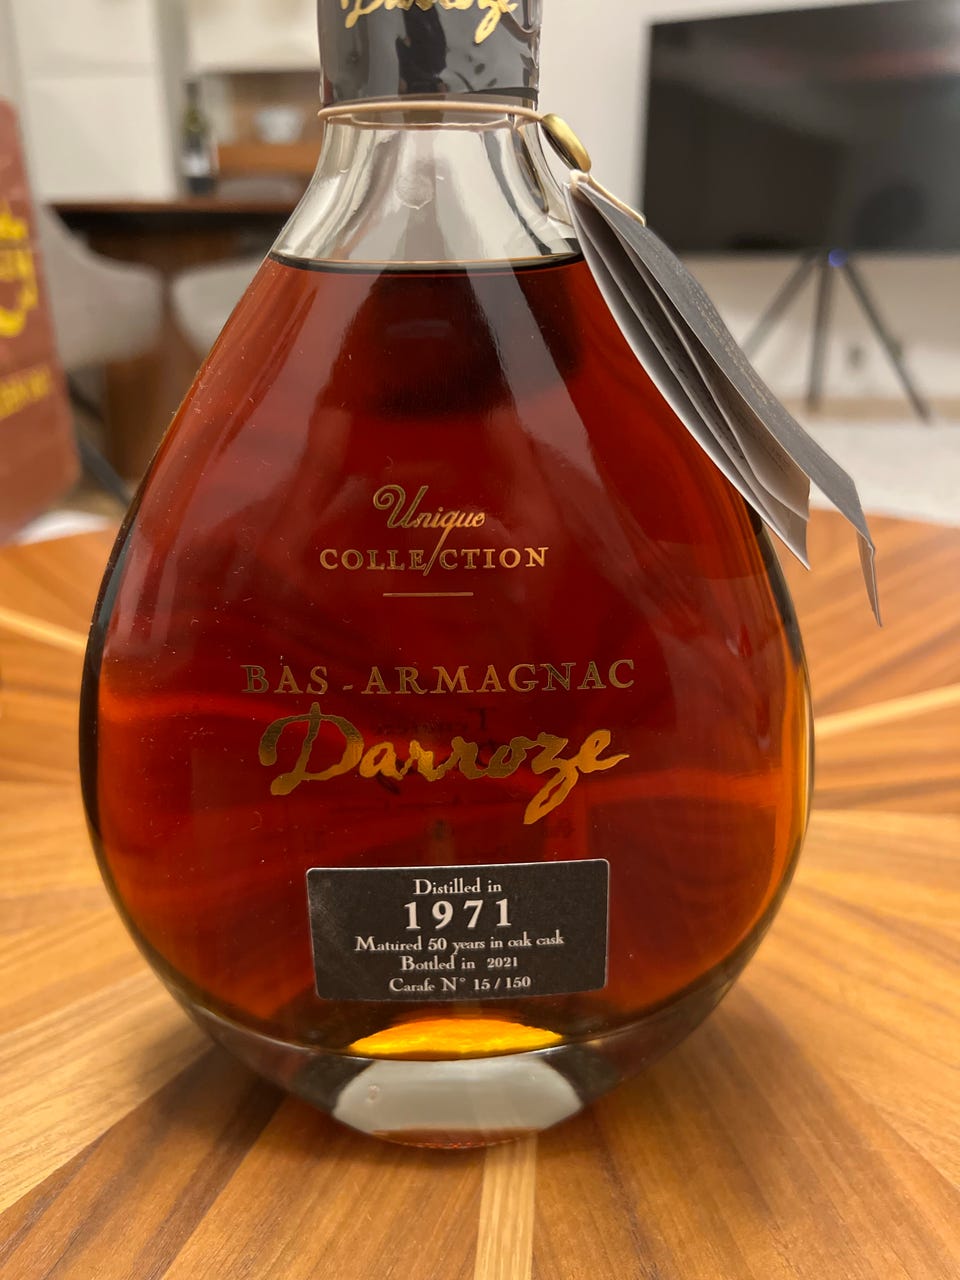 Darroze
Unique
COLLECTION
BAS-ARMAGNAC
Darroze
Distilled in
1971
Matured 50 years in oak cask
Bottled in 2021
Carafe N° 15/150